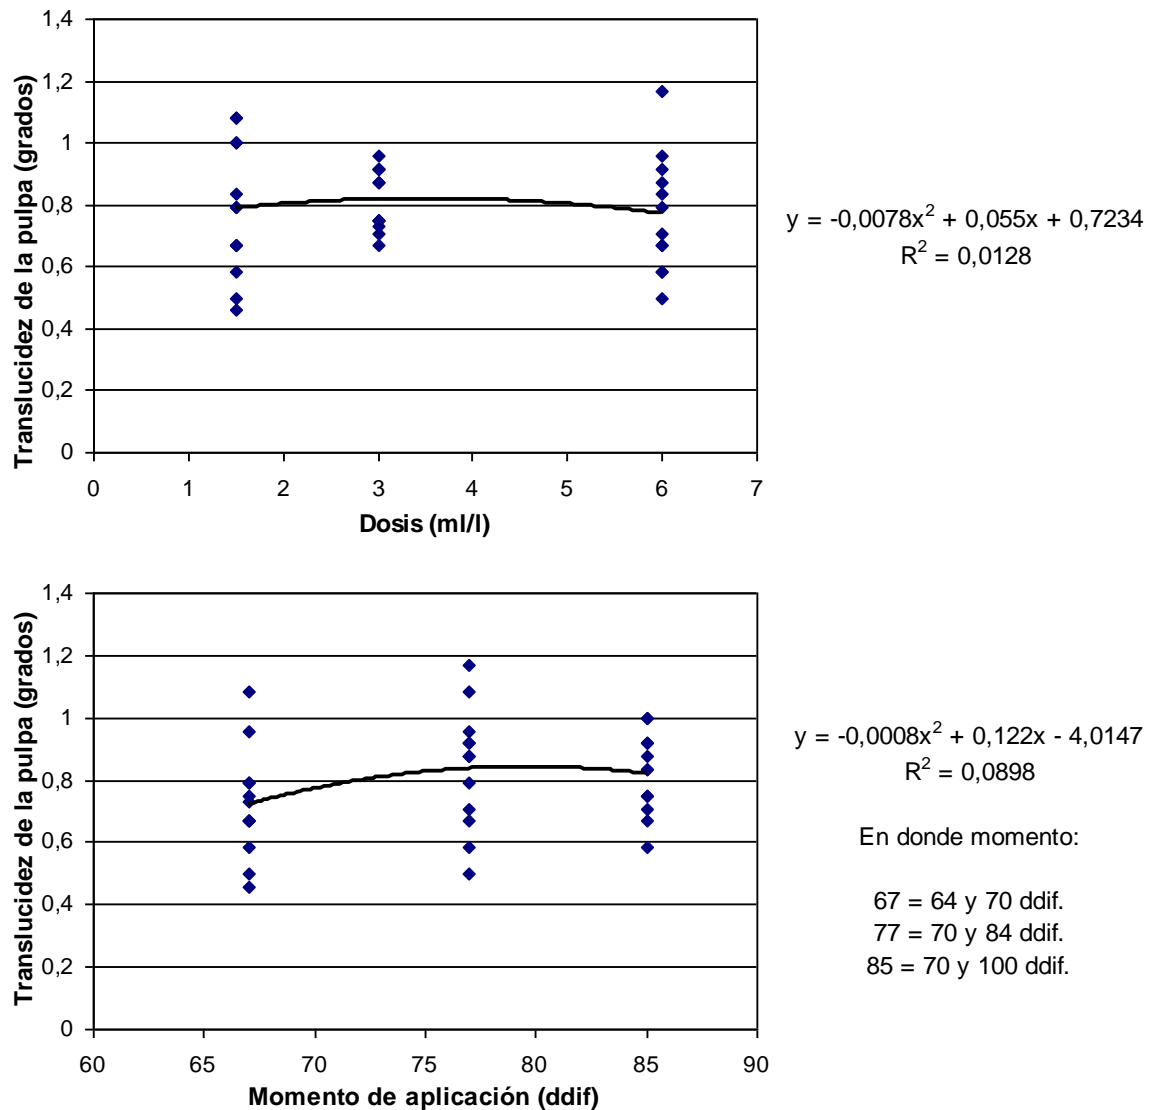 1,4
1,2
1
0,8
0,6
0,4
0,2
0
Translucidez de la pulpa (grados)
0 1 2 3 4 5 6 7
Dosis (ml/l)
y = -0,0078x² + 0,055x + 0,7234
R² = 0,0128
1,4
1,2
1
0,8
0,6
0,4
0,2
0
Translucidez de la pulpa (grados)
60 65 70 75 80 85 90
Momento de aplicación (ddif)
y = -0,0008x² + 0,122x - 4,0147
R² = 0,0898
En donde momento:
67 = 64 y 70 ddif.
77 = 70 y 84 ddif.
85 = 70 y 100 ddif.